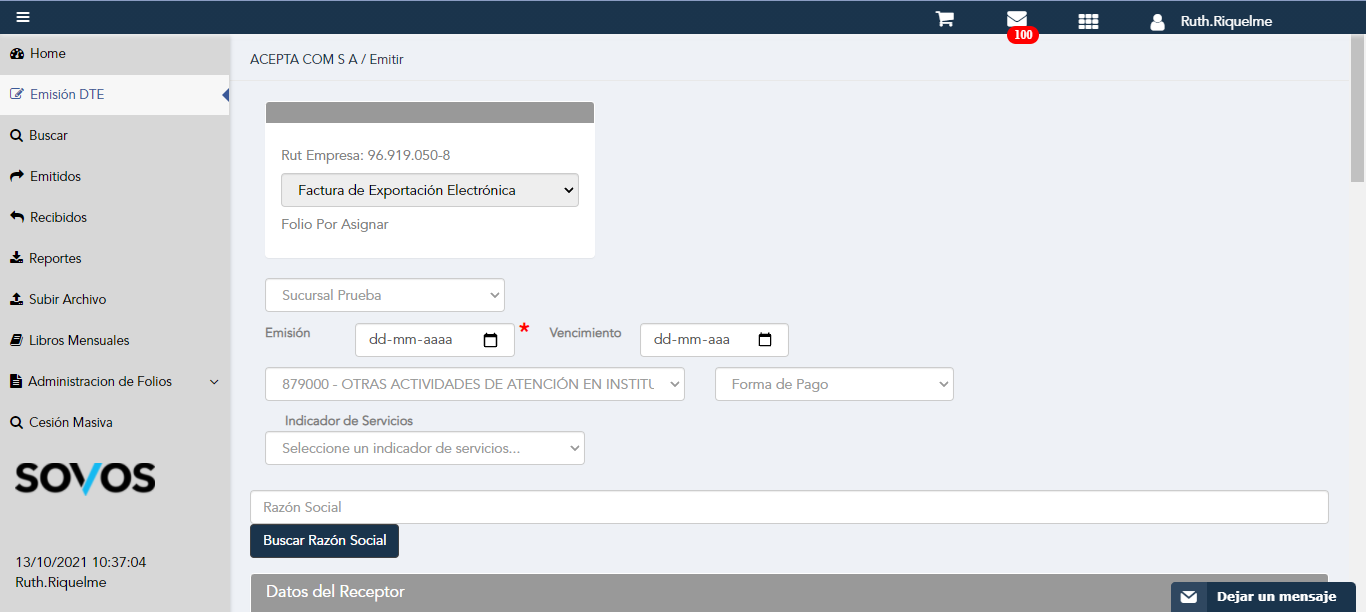 100
Ruth.Riquelme
Home
Emisión DTE
Buscar
Emitidos
Recibidos
Reportes
Subir Archivo
Libros Mensuales
Administracion de Folios
Cesión Masiva
SOVOS
13/10/2021 10:37:04
Ruth.Riquelme
ACEPTA COM S A / Emitir
Rut Empresa: 96.919.050-8
Factura de Exportación Electrónica
Folio Por Asignar
Sucursal Prueba
Emisión dd-mm-aaaa * Vencimiento dd-mm-aaa
879000 - OTRAS ACTIVIDADES DE ATENCIÓN EN INSTITU Forma de Pago
Indicador de Servicios
Seleccione un indicador de servicios...
Razón Social
Buscar Razón Social
Datos del Receptor
Dejar un mensaje